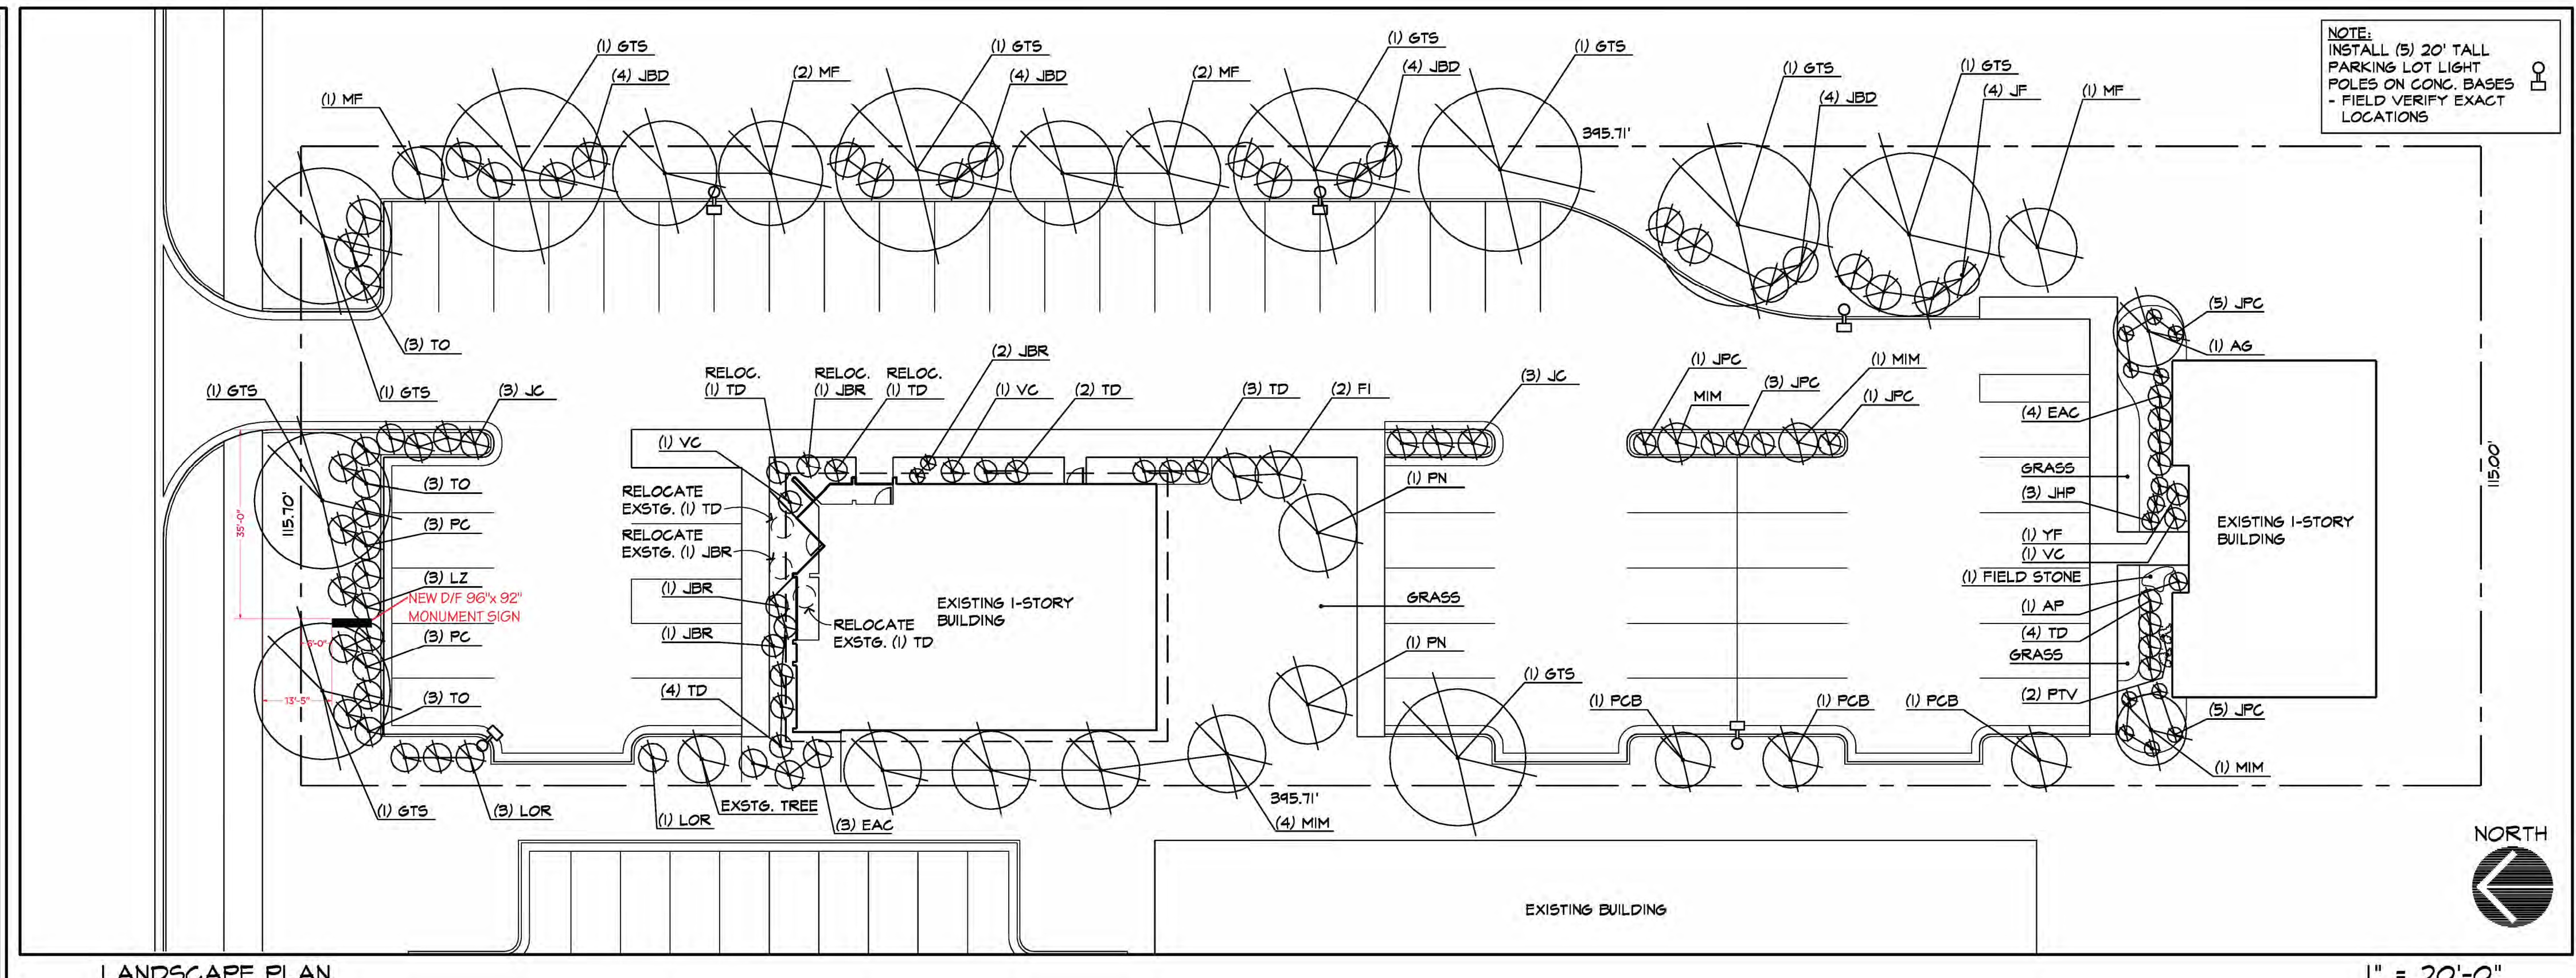 NOTE:
INSTALL (5) 20' TALL
PARKING LOT LIGHT
POLES ON CONC. BASES
- FIELD VERIFY EXACT
LOCATIONS
(1) GTS
(4) JBD
(1) MF
(2) MF
(1) GTS
(4) JBD
(2) MF
(1) GTS
(4) JBD
(1) GTS
395.71'
(1) GTS
(4) JBD
(1) GTS
(4) JF
(1) MF
(3) TO
(1) GTS
(1) GTS
(3) JC
RELOC.
(1) TD
RELOC.
(1) JBR
RELOC.
(1) TD
(2) JBR
(1) VC
(2) TD
(3) TD
(2) FI
(3) JC
(1) JPC
MIM
(3) JPC
(1) MIM
(1) JPC
(5) JPC
(1) AG
(4) EAC
GRASS
(3) JHP
(1) YF
(1) VC
(1) FIELD STONE
(1) AP
(4) TD
GRASS
(2) PTV
(5) JPC
(1) MIM
EXISTING 1-STORY
BUILDING
115.00'
35'-0"
115.70'
(3) TO
(3) PC
(3) LZ
NEW D/F 96"x 92"
MONUMENT SIGN
(3) PC
(3) TO
13'-5"
(1) GTS
(3) LOR
(1) VC
RELOCATE
EXSTG. (1) TD
RELOCATE
EXSTG. (1) JBR
(1) JBR
(1) JBR
(4) TD
RELOCATE
EXSTG. (1) TD
EXISTING 1-STORY
BUILDING
(1) PN
GRASS
(1) PN
(1) GTS
(1) PCB
(1) PCB
(1) PCB
(1) LOR
EXSTG. TREE
(3) EAC
395.71'
(4) MIM
EXISTING BUILDING
NORTH
LANDSCAPE PLAN
1" = 20'-0"